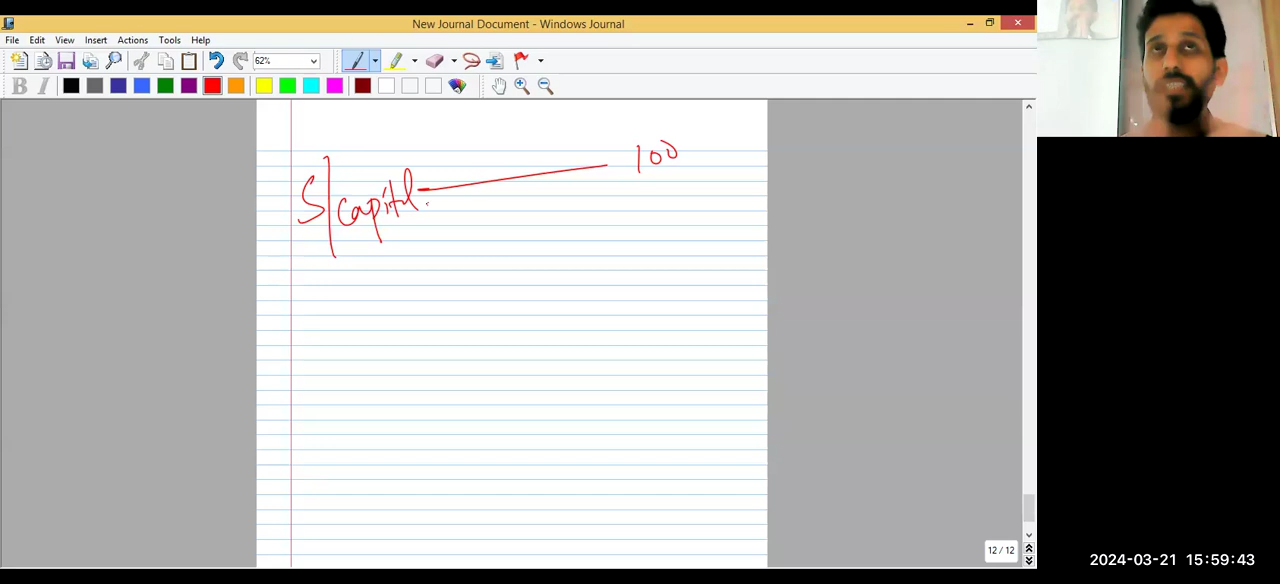 New Journal Document - Windows Journal
File Edit View Insert Actions Tools Help
62%
B I
S/Capital 100
12 / 12
2024-03-21 15:59:43